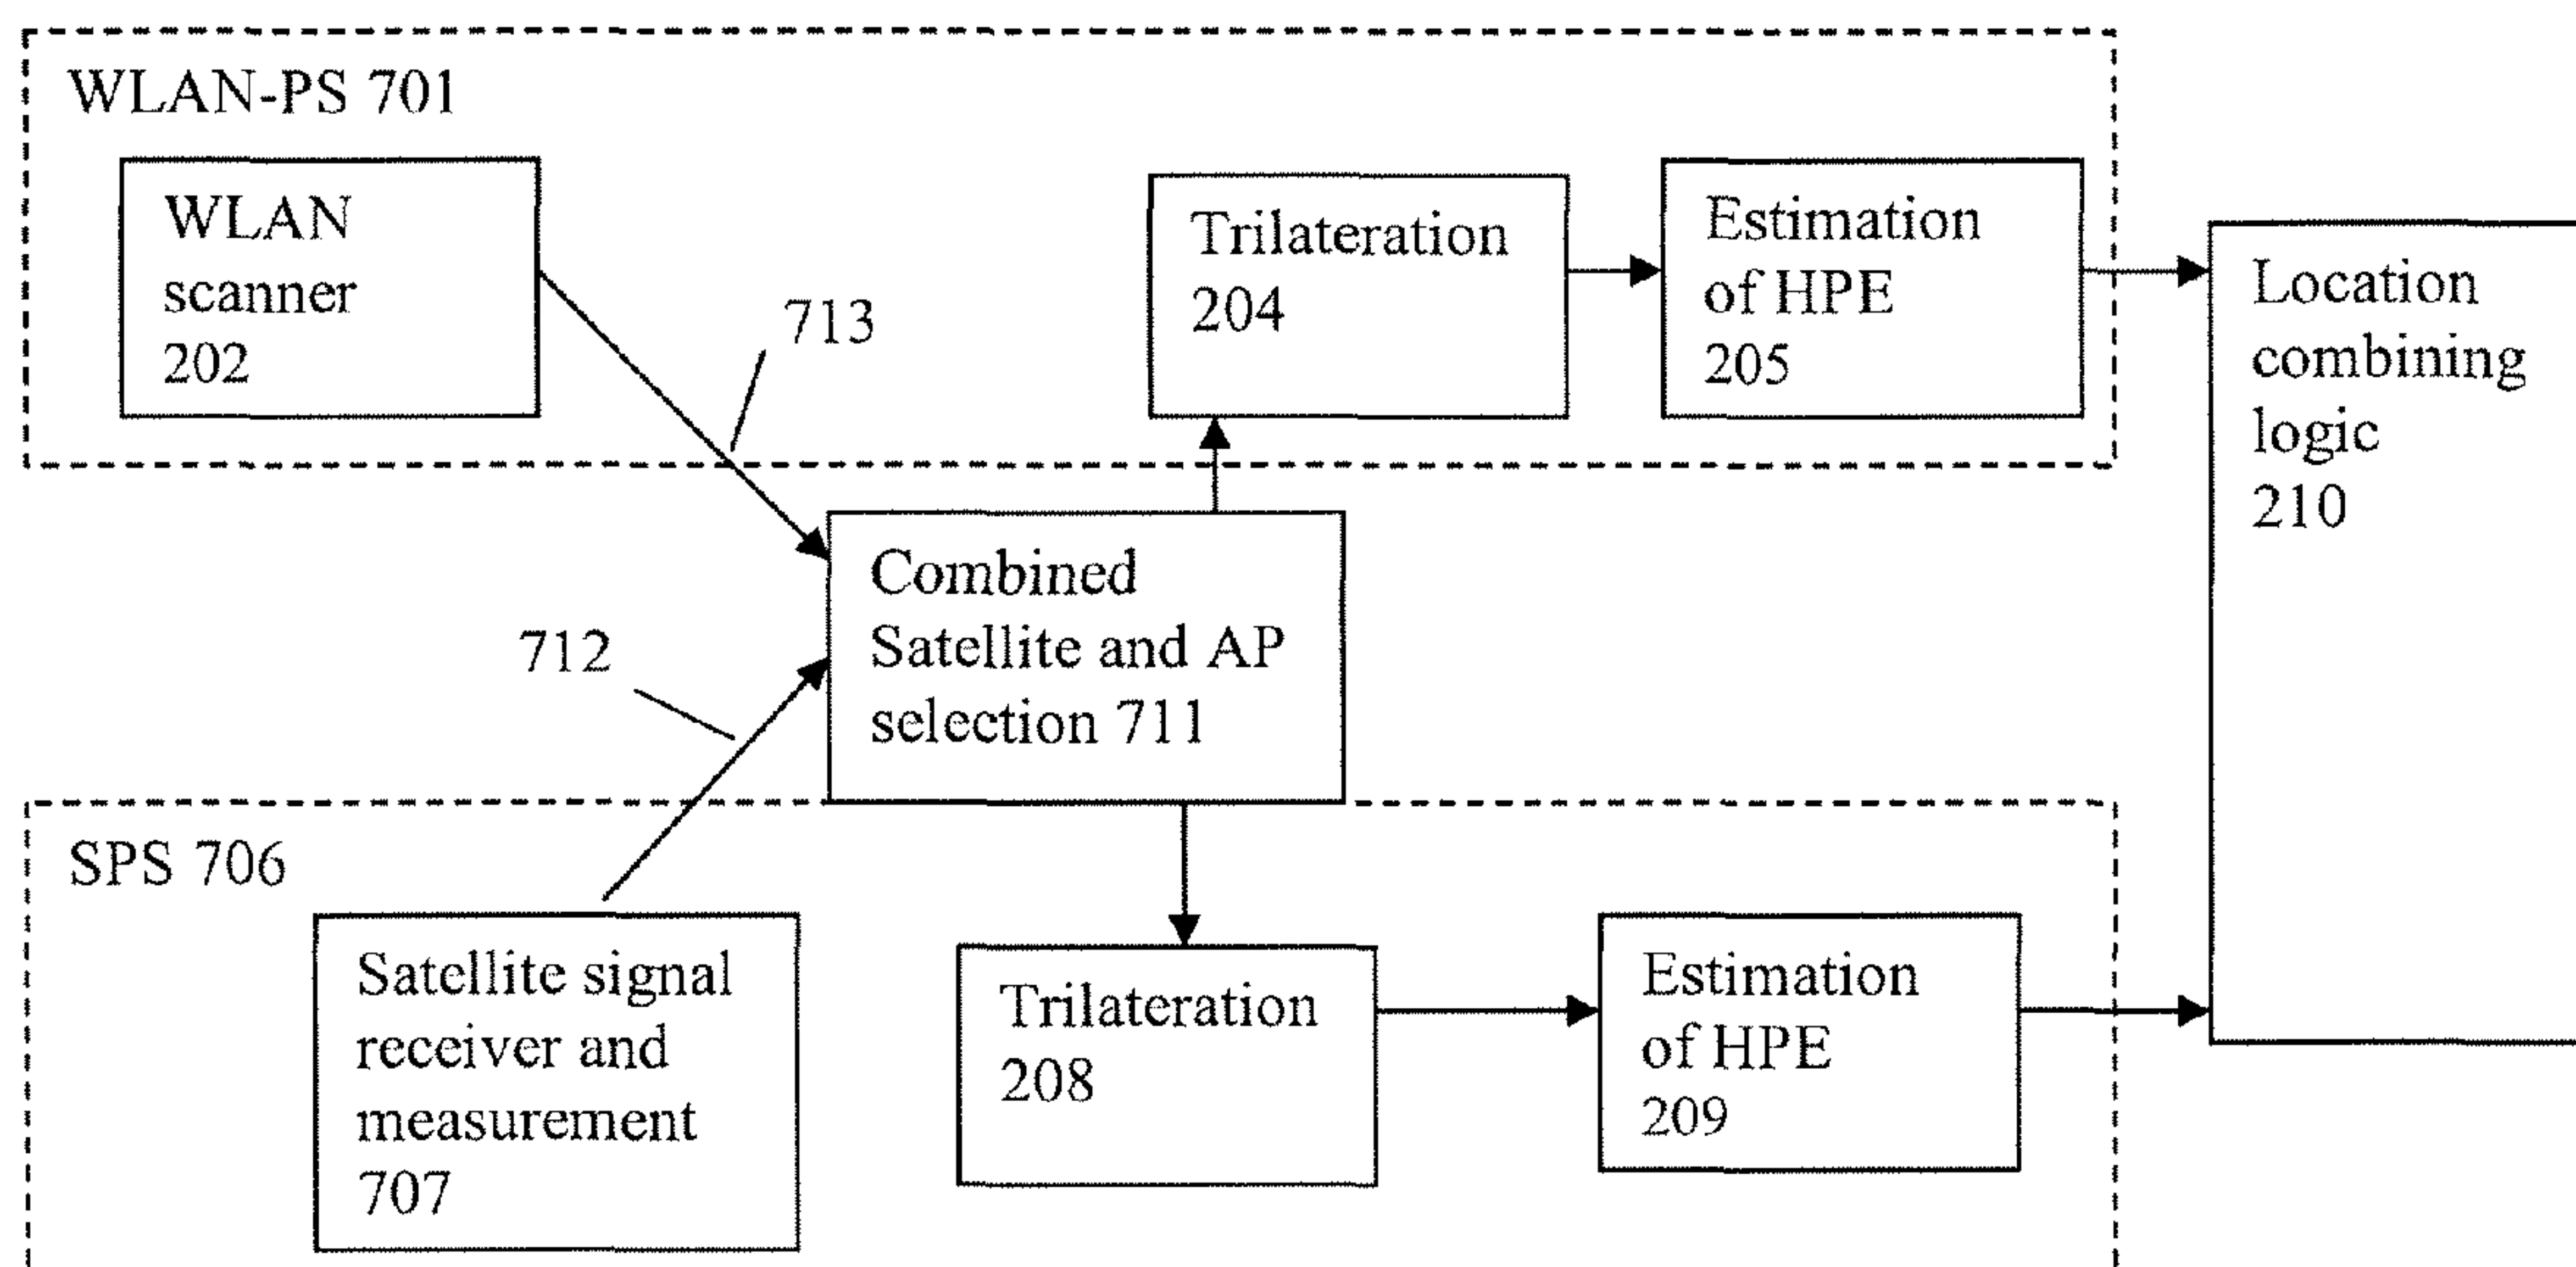 WLAN-PS 701
WLAN
scanner
202
713
Trilateration
204
Estimation
of HPE
205
Location
combining
logic
210
Combined
Satellite and AP
selection 711
712
SPS 706
Satellite signal
receiver and
measurement
707
Trilateration
208
Estimation
of HPE
209